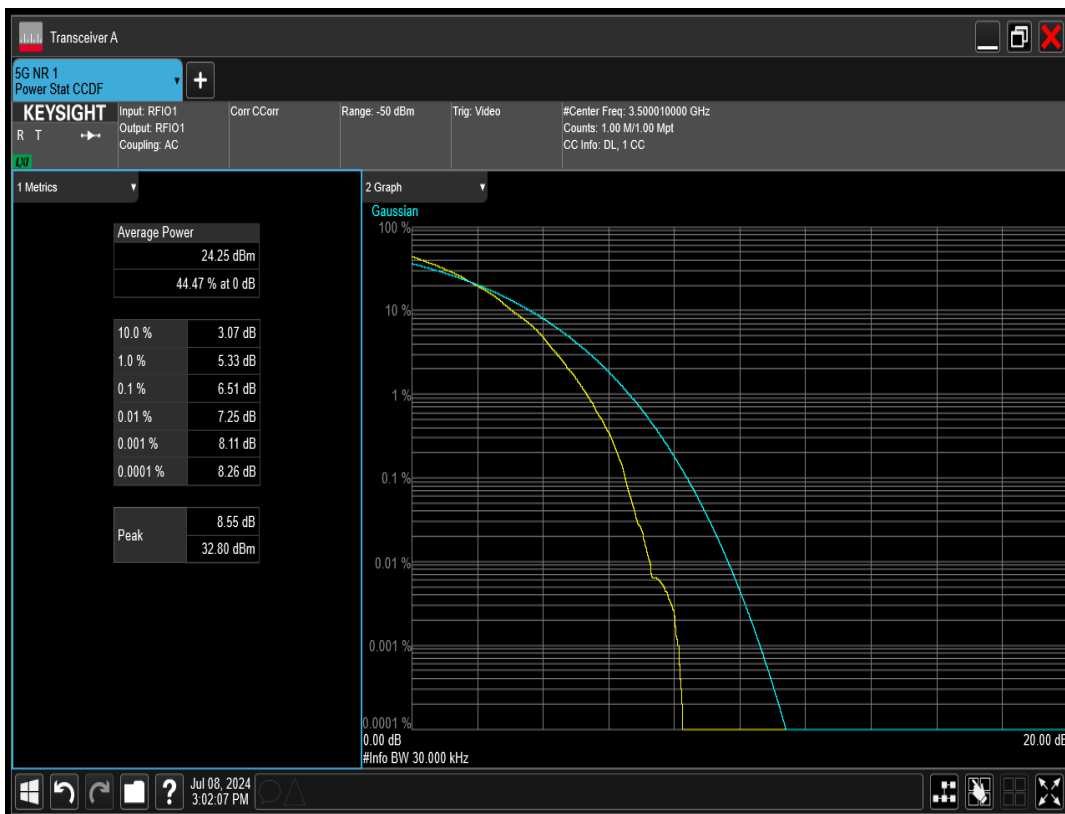 Transceiver A
5G NR 1
Power Stat CCDF
+
KEYSIGHT
R T
LXI
Input: RFIO1
Output: RFIO1
Coupling: AC
Corr CCorr
Range: -50 dBm
Trig: Video
#Center Freq: 3.500010000 GHz
Counts: 1.00 M/1.00 Mpt
CC Info: DL, 1 CC
1 Metrics
Average Power
24.25 dBm
44.47 % at 0 dB
10.0 % 3.07 dB
1.0 % 5.33 dB
0.1 % 6.51 dB
0.01 % 7.25 dB
0.001 % 8.11 dB
0.0001 % 8.26 dB
Peak
8.55 dB
32.80 dBm
2 Graph
Gaussian
100 %
10 %
1 %
0.1 %
0.01 %
0.001 %
0.0001 %
0.00 dB 20.00 dB
#Info BW 30.000 kHz
? Jul 08, 2024
3:02:07 PM